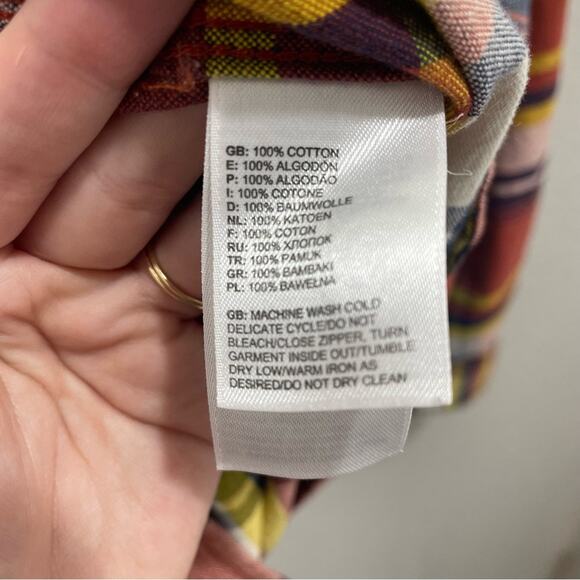 GB: 100% COTTON
E: 100% ALGODÓN
P: 100% ALGODÃO
I: 100% COTONE
D: 100% BAUMWOLLE
NL: 100% KATOEN
F: 100% COTON
RU: 100% ХЛОПОК
TR: 100% PAMUK
GR: 100% BAMBAKI
PL: 100% BAWEŁNA
GB: MACHINE WASH COLD
DELICATE CYCLE/DO NOT
BLEACH/CLOSE ZIPPER, TURN
GARMENT INSIDE OUT/TUMBLE
DRY LOW/WARM IRON AS
DESIRED/DO NOT DRY CLEAN